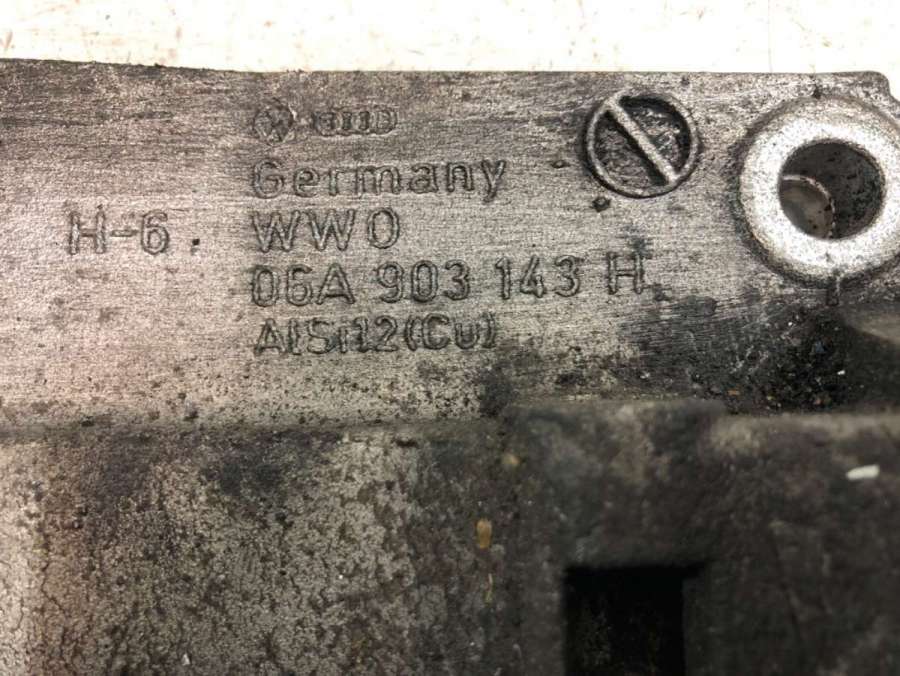 Germany
H-6 WWO
06A 903 143 H
AlSi12(Cu)